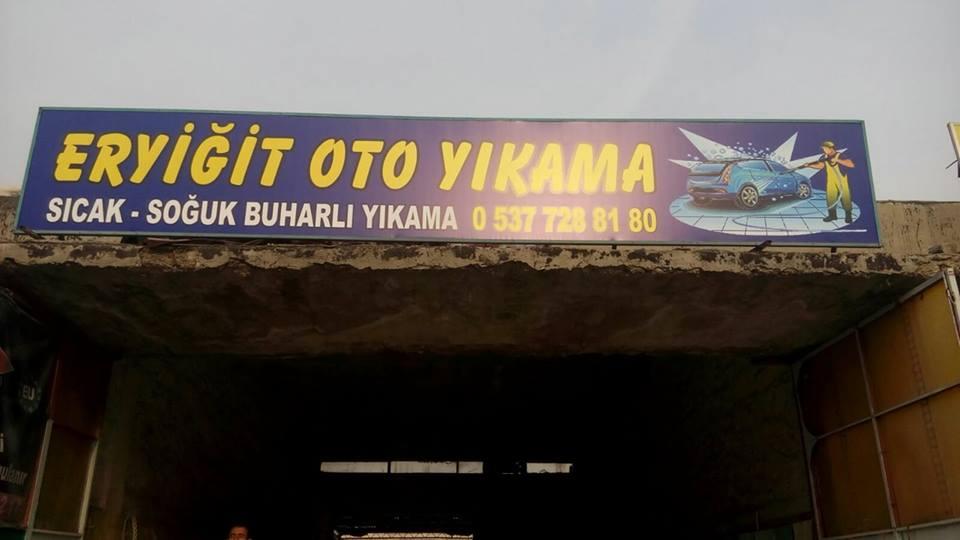 ERYİĞİT OTO YIKAMA
SICAK - SOĞUK BUHARLI YIKAMA 0 537 728 81 80